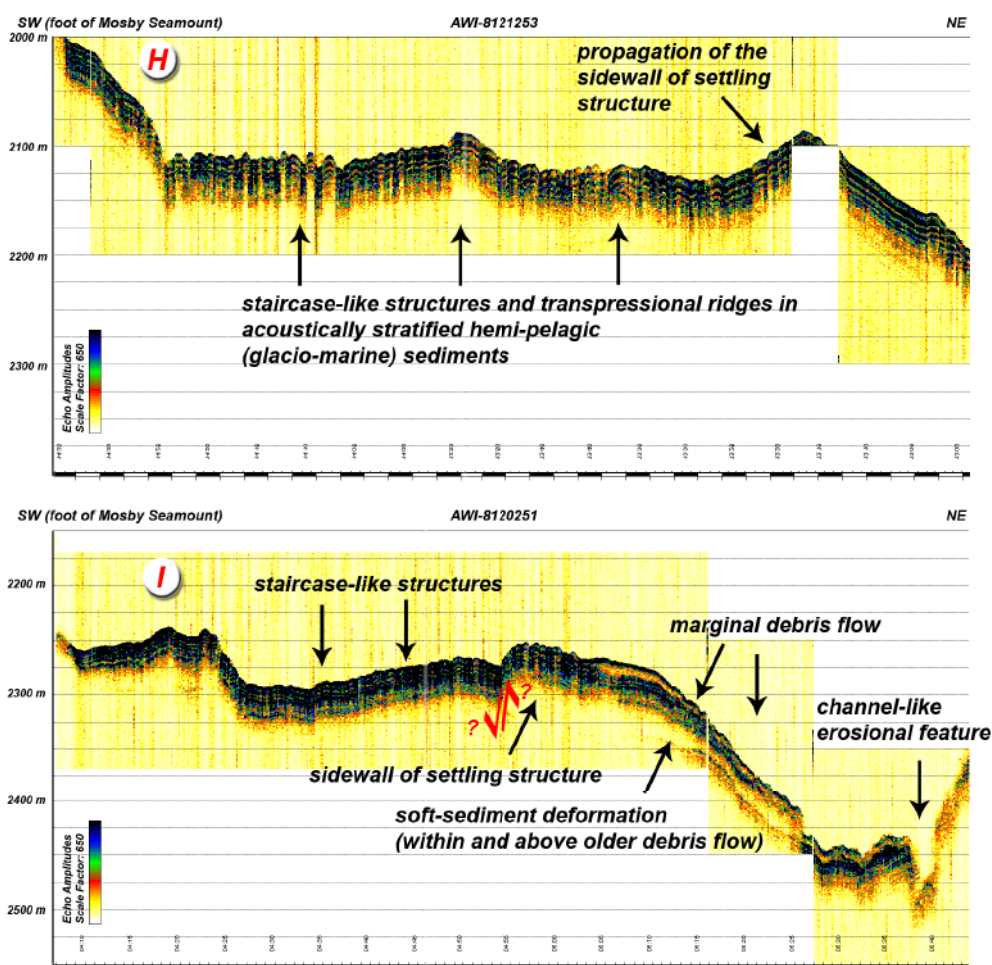 SW (foot of Mosby Seamount) AWI-8121253 NE
2000 m
H
propagation of the
sidewall of settling
structure
2100 m
2200 m
staircase-like structures and transpressional ridges in
acoustically stratified hemi-pelagic
(glacio-marine) sediments
2300 m
Echo Amplitudes
Scale Factor: 650
SW (foot of Mosby Seamount) AWI-8120251 NE
I
2200 m
staircase-like structures
marginal debris flow
2300 m
channel-like
erosional feature
? ?
sidewall of settling structure
2400 m
soft-sediment deformation
(within and above older debris flow)
Echo Amplitudes
Scale Factor: 650
2500 m